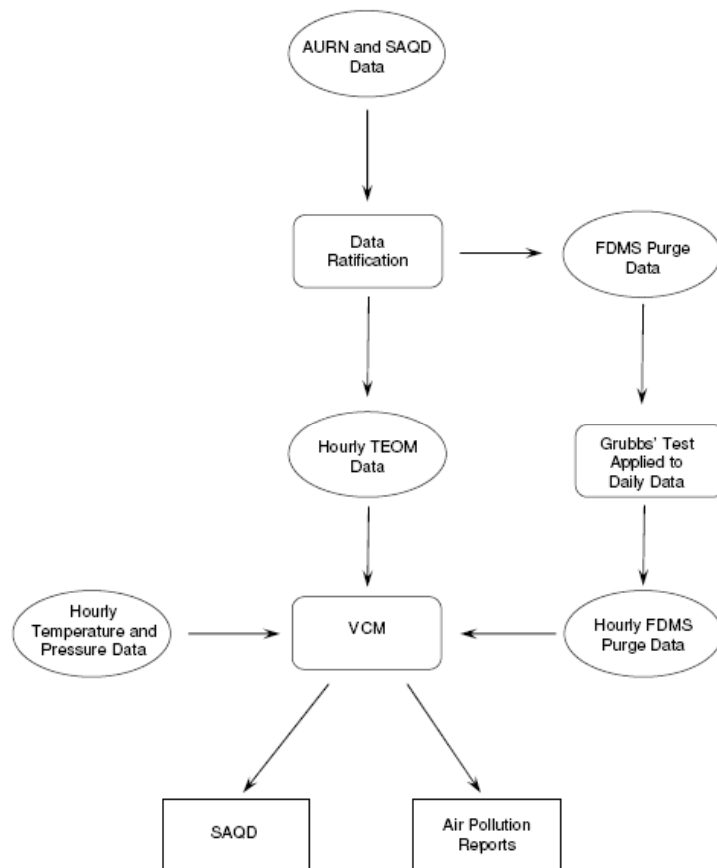 AURN and SAQD
Data
Data
Ratification
FDMS Purge
Data
Hourly TEOM
Data
Grubbs' Test
Applied to
Daily Data
Hourly
Temperature and
Pressure Data
VCM
Hourly FDMS
Purge Data
SAQD
Air Pollution
Reports